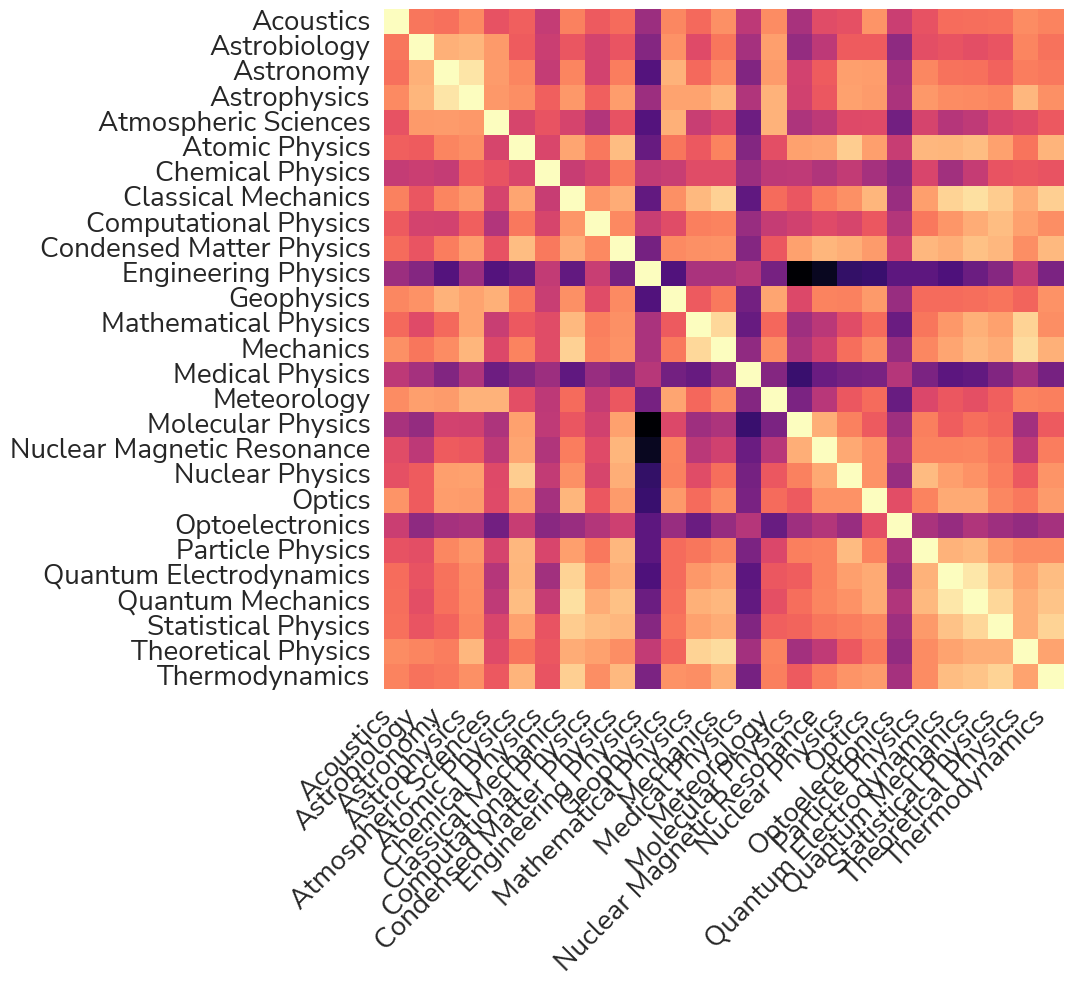 Acoustics
Astrobiology
Astronomy
Astrophysics
Atmospheric Sciences
Atomic Physics
Chemical Physics
Classical Mechanics
Computational Physics
Condensed Matter Physics
Engineering Physics
Geophysics
Mathematical Physics
Mechanics
Medical Physics
Meteorology
Molecular Physics
Nuclear Magnetic Resonance
Nuclear Physics
Optics
Optoelectronics
Particle Physics
Quantum Electrodynamics
Quantum Mechanics
Statistical Physics
Theoretical Physics
Thermodynamics
Acoustics
Astrobiology
Astronomy
Astrophysics
Atmospheric Sciences
Atomic Physics
Chemical Physics
Classical Mechanics
Computational Physics
Condensed Matter Physics
Engineering Physics
Geophysics
Mathematical Physics
Mechanics
Medical Physics
Meteorology
Molecular Physics
Nuclear Magnetic Resonance
Nuclear Physics
Optics
Optoelectronics
Particle Physics
Quantum Electrodynamics
Quantum Mechanics
Statistical Physics
Theoretical Physics
Thermodynamics